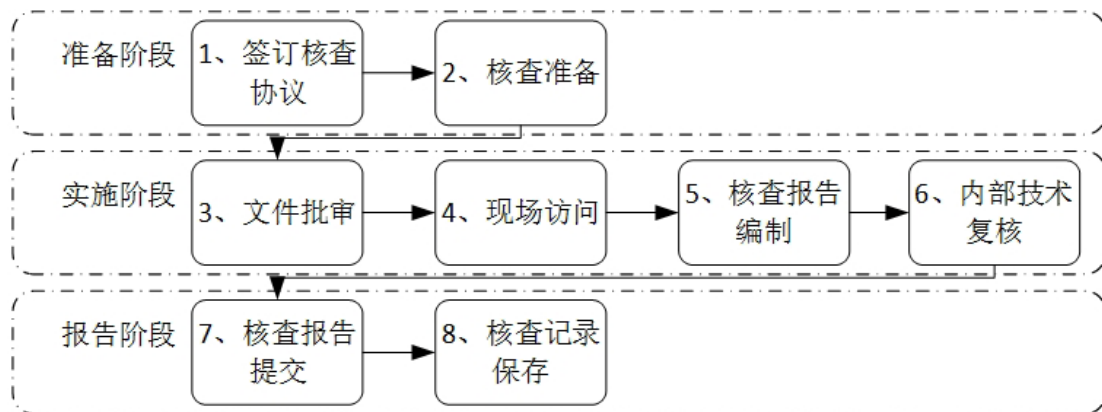 准备阶段
1、签订核查
协议
2、核查准备
实施阶段
3、文件批审
4、现场访问
5、核查报告
编制
6、内部技术
复核
报告阶段
7、核查报告
提交
8、核查记录
保存